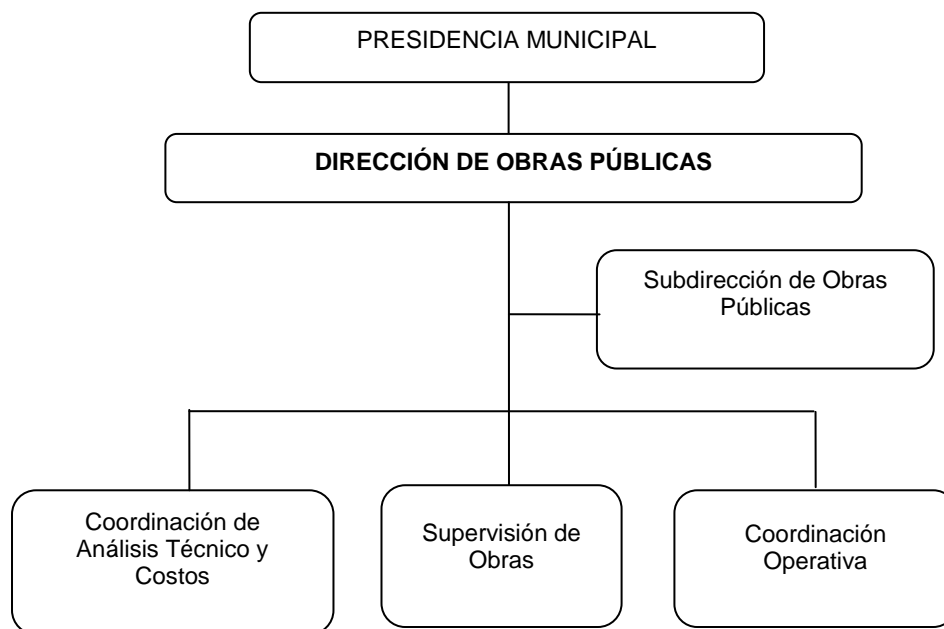 PRESIDENCIA MUNICIPAL
DIRECCIÓN DE OBRAS PÚBLICAS
Subdirección de Obras
Públicas
Coordinación de
Análisis Técnico y
Costos
Supervisión de
Obras
Coordinación
Operativa